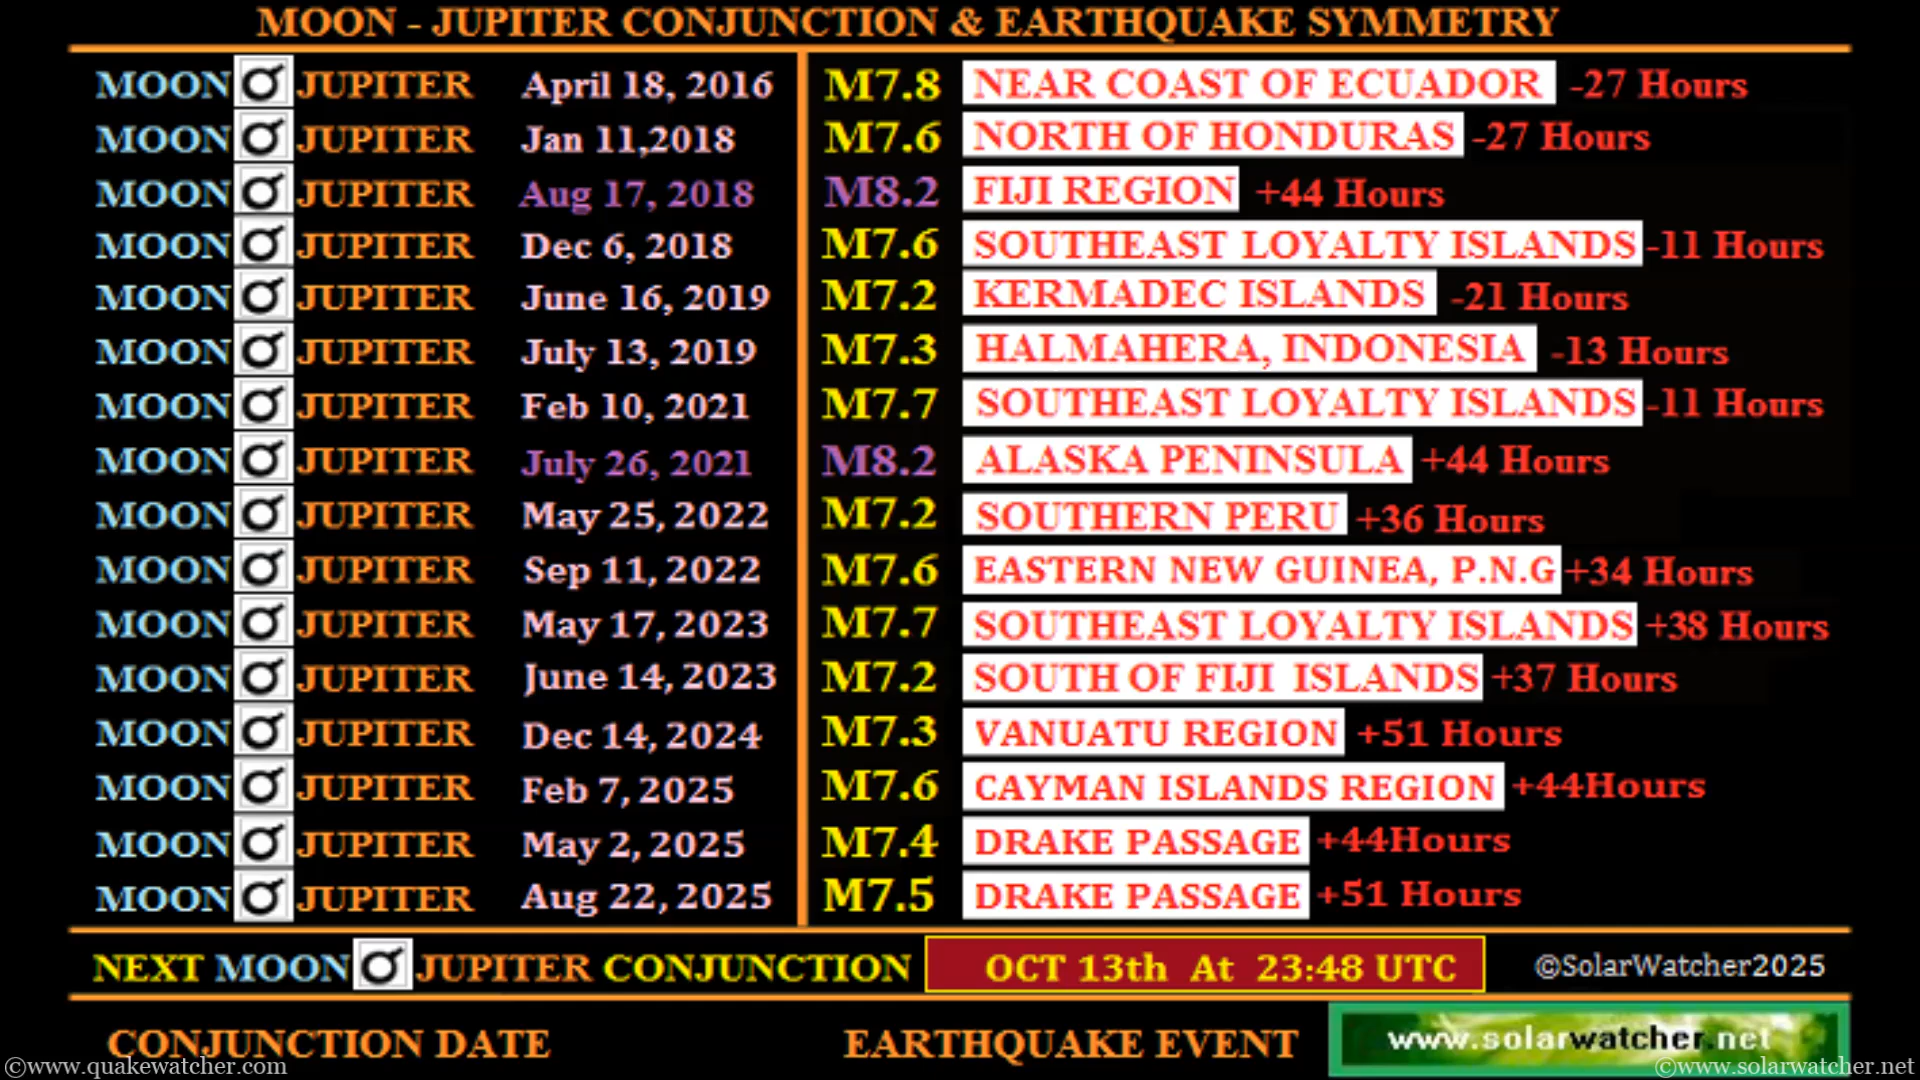 MOON - JUPITER CONJUNCTION & EARTHQUAKE SYMMETRY
MOON JUPITER April 18, 2016 M7.8 NEAR COAST OF ECUADOR -27 Hours
MOON JUPITER Jan 11,2018 M7.6 NORTH OF HONDURAS -27 Hours
MOON JUPITER Aug 17, 2018 M8.2 FIJI REGION +44 Hours
MOON JUPITER Dec 6, 2018 M7.6 SOUTHEAST LOYALTY ISLANDS -11 Hours
MOON JUPITER June 16, 2019 M7.2 KERMADEC ISLANDS -21 Hours
MOON JUPITER July 13, 2019 M7.3 HALMAHERA, INDONESIA -13 Hours
MOON JUPITER Feb 10, 2021 M7.7 SOUTHEAST LOYALTY ISLANDS -11 Hours
MOON JUPITER July 26, 2021 M8.2 ALASKA PENINSULA +44 Hours
MOON JUPITER May 25, 2022 M7.2 SOUTHERN PERU +36 Hours
MOON JUPITER Sep 11, 2022 M7.6 EASTERN NEW GUINEA, P.N.G +34 Hours
MOON JUPITER May 17, 2023 M7.7 SOUTHEAST LOYALTY ISLANDS +38 Hours
MOON JUPITER June 14, 2023 M7.2 SOUTH OF FIJI ISLANDS +37 Hours
MOON JUPITER Dec 14, 2024 M7.3 VANUATU REGION +51 Hours
MOON JUPITER Feb 7, 2025 M7.6 CAYMAN ISLANDS REGION +44Hours
MOON JUPITER May 2, 2025 M7.4 DRAKE PASSAGE +44Hours
MOON JUPITER Aug 22, 2025 M7.5 DRAKE PASSAGE +51 Hours
NEXT MOON JUPITER CONJUNCTION OCT 13th At 23:48 UTC ©SolarWatcher2025
CONJUNCTION DATE EARTHQUAKE EVENT www.solarwatcher.net
©www.quakewatcher.com ©www.solarwatcher.net